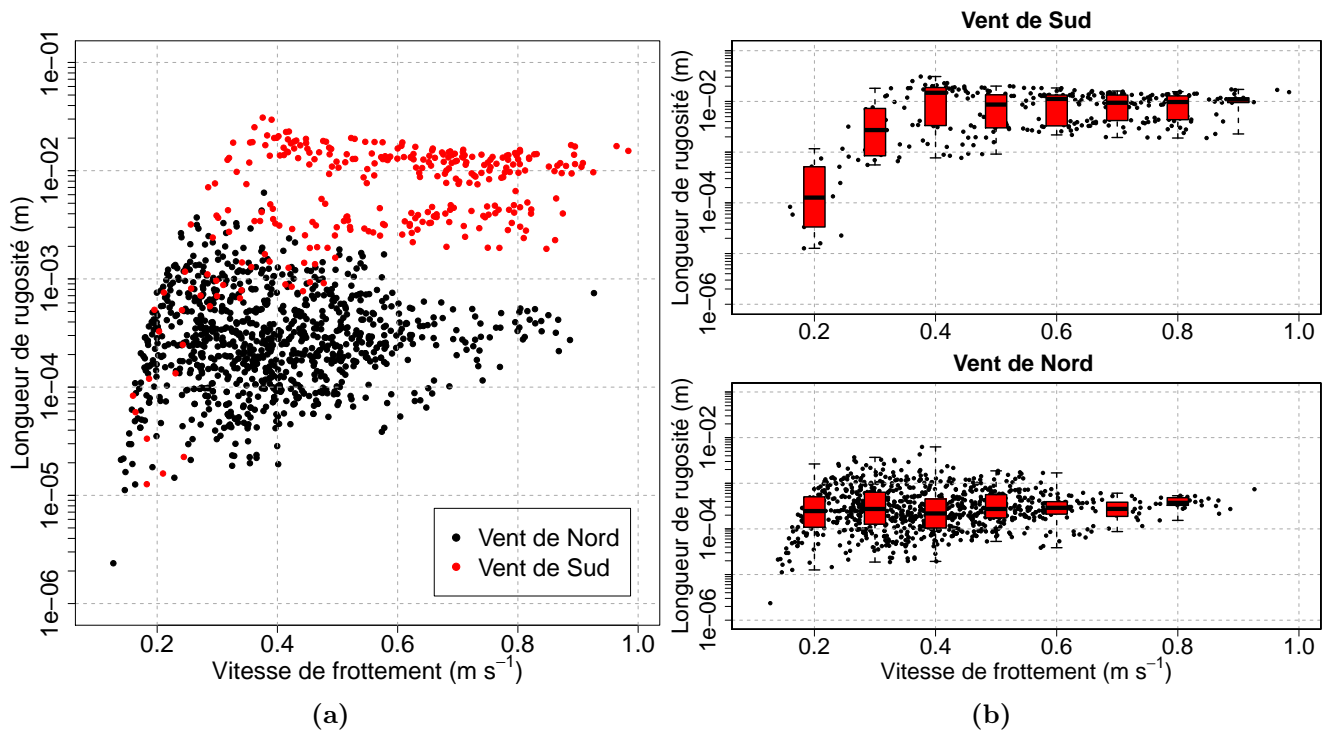 Longueur de rugosité (m)
1e−01
1e−02
1e−03
1e−04
1e−05
1e−06
Vent de Nord
Vent de Sud
0.2 0.4 0.6 0.8 1.0
Vitesse de frottement (m s−1)
(a)
Vent de Sud
Longueur de rugosité (m)
1e−02
1e−04
1e−06
0.2 0.4 0.6 0.8 1.0
Vent de Nord
Longueur de rugosité (m)
1e−02
1e−04
1e−06
0.2 0.4 0.6 0.8 1.0
Vitesse de frottement (m s−1)
(b)